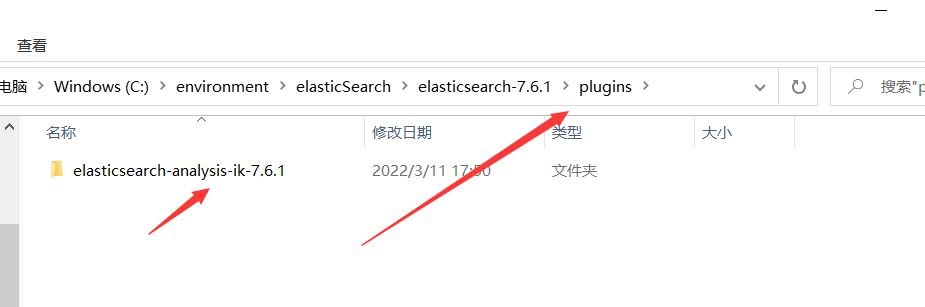 查看
电脑 Windows (C:) environment elasticSearch elasticsearch-7.6.1 plugins 搜索"p
名称 修改日期 类型 大小
elasticsearch-analysis-ik-7.6.1 2022/3/11 17:50 文件夹